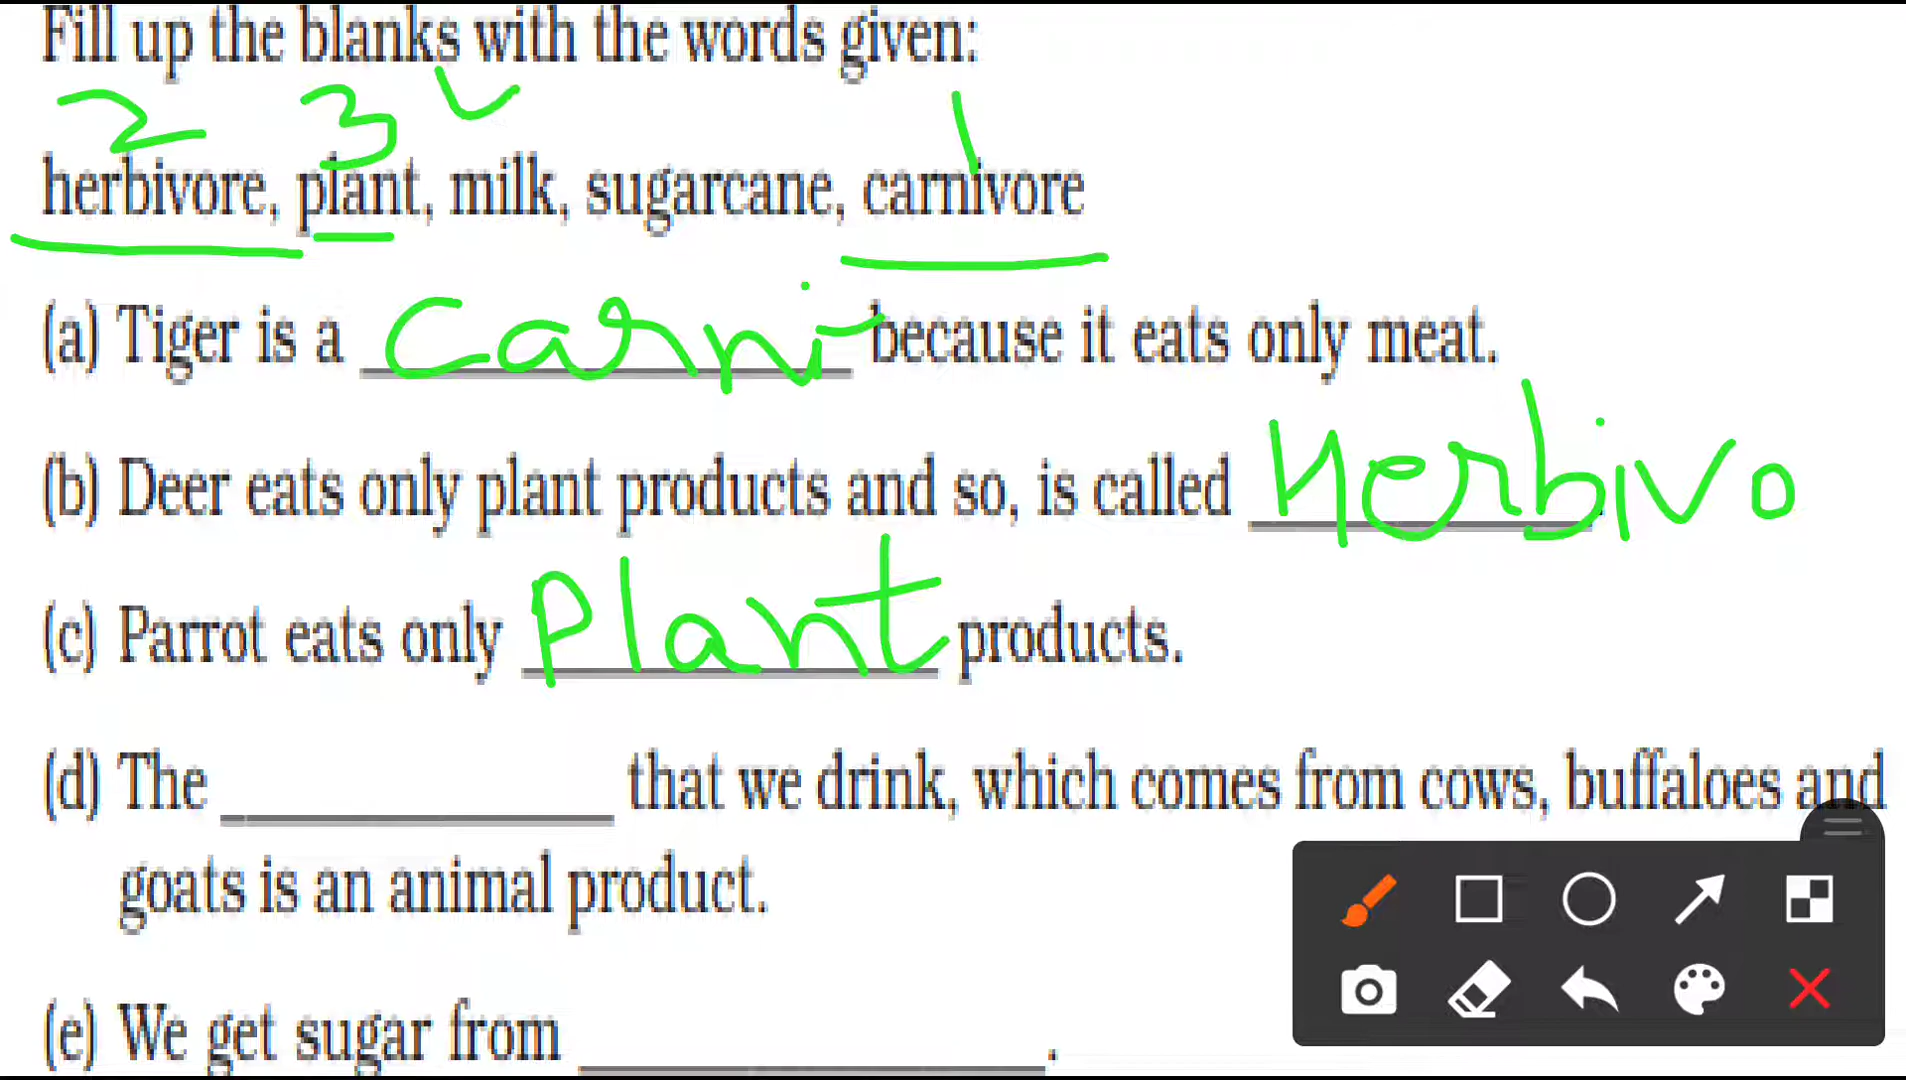 Fill up the blanks with the words given:
2 3 1
herbivore, plant, milk, sugarcane, carnivore
(a) Tiger is a Carni because it eats only meat.
(b) Deer eats only plant products and so, is called Herbivo
(c) Parrot eats only Plant products.
(d) The ____________ that we drink, which comes from cows, buffaloes and
goats is an animal product.
(e) We get sugar from ______________.